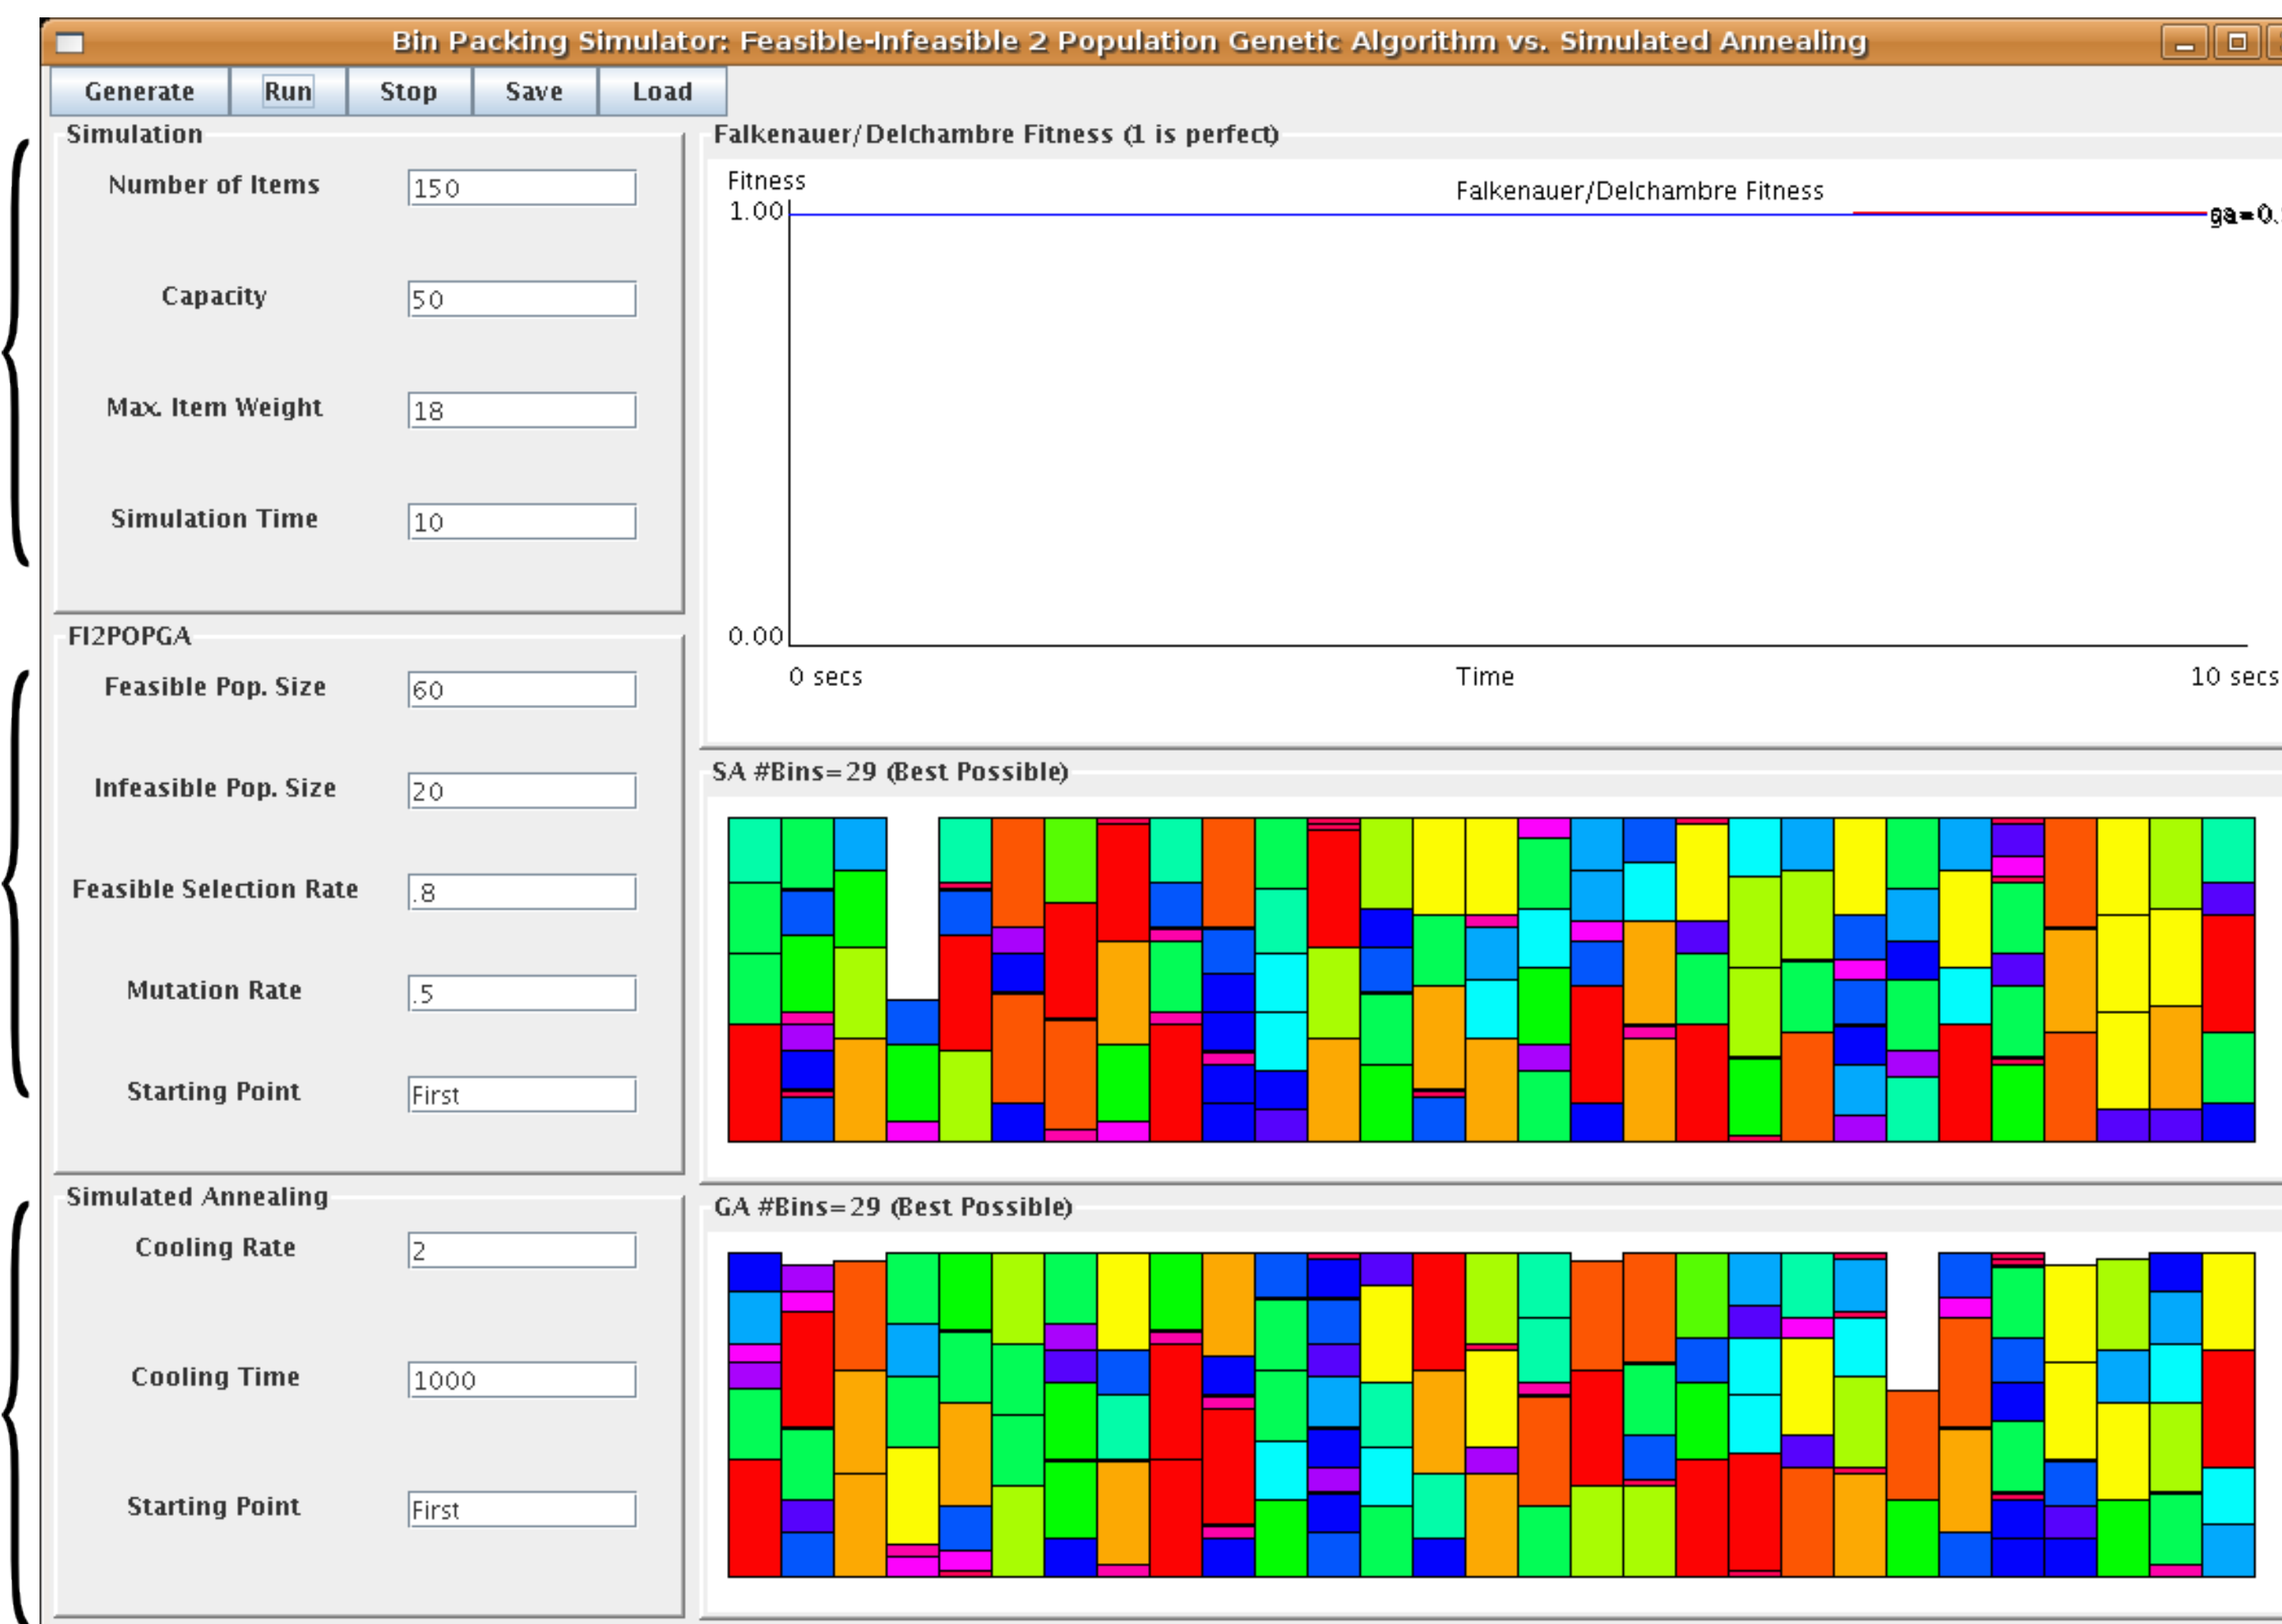 Bin Packing Simulator: Feasible-Infeasible 2 Population Genetic Algorithm vs. Simulated Annealing
Generate Run Stop Save Load
Simulation
Number of Items 150
Capacity 50
Max. Item Weight 18
Simulation Time 10
FI2POPGA
Feasible Pop. Size 60
Infeasible Pop. Size 20
Feasible Selection Rate .8
Mutation Rate .5
Starting Point First
Simulated Annealing
Cooling Rate 2
Cooling Time 1000
Starting Point First
Falkenauer/Delchambre Fitness (1 is perfect)
Fitness
Falkenauer/Delchambre Fitness
1.00
0.00
0 secs Time 10 secs
SA #Bins=29 (Best Possible)
GA #Bins=29 (Best Possible)